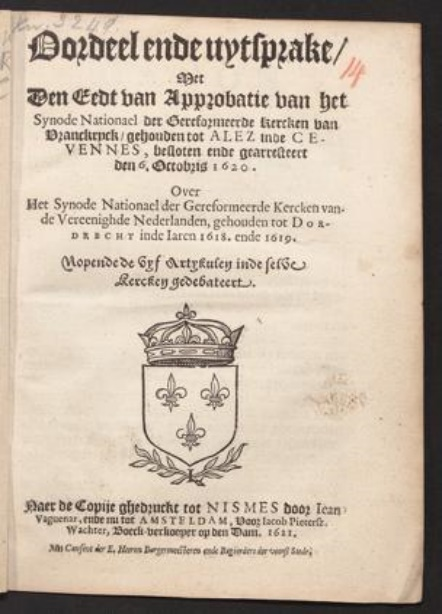 Oordeel ende uytsprake/
14
Met
Den Eedt van Approbatie van het
Synode Nationael der Gereformeerde Kercken van
Vranckryck/ gehouden tot ALEZ inde CE-
VENNES, besloten ende gearresteert
den 6. Octobris 1620.
Over
Het Synode Nationael der Gereformeerde Kercken van-
de Vereenighde Nederlanden, gehouden tot DOR-
DRECHT inde Iaren 1618. ende 1619.
Nopende de vyf Artykulen inde selve
Kercken gedebateert.
Naer de Copije ghedruckt tot NISMES door Iean
Vaguenar, ende nu tot AMSTELDAM, Voor Iacob Pietersz.
Wachter, Boeck-verkooper op den Dam. 1621.
Met Consent der E. Heeren Burgermeesteren ende Regierders der voorsz Stede,